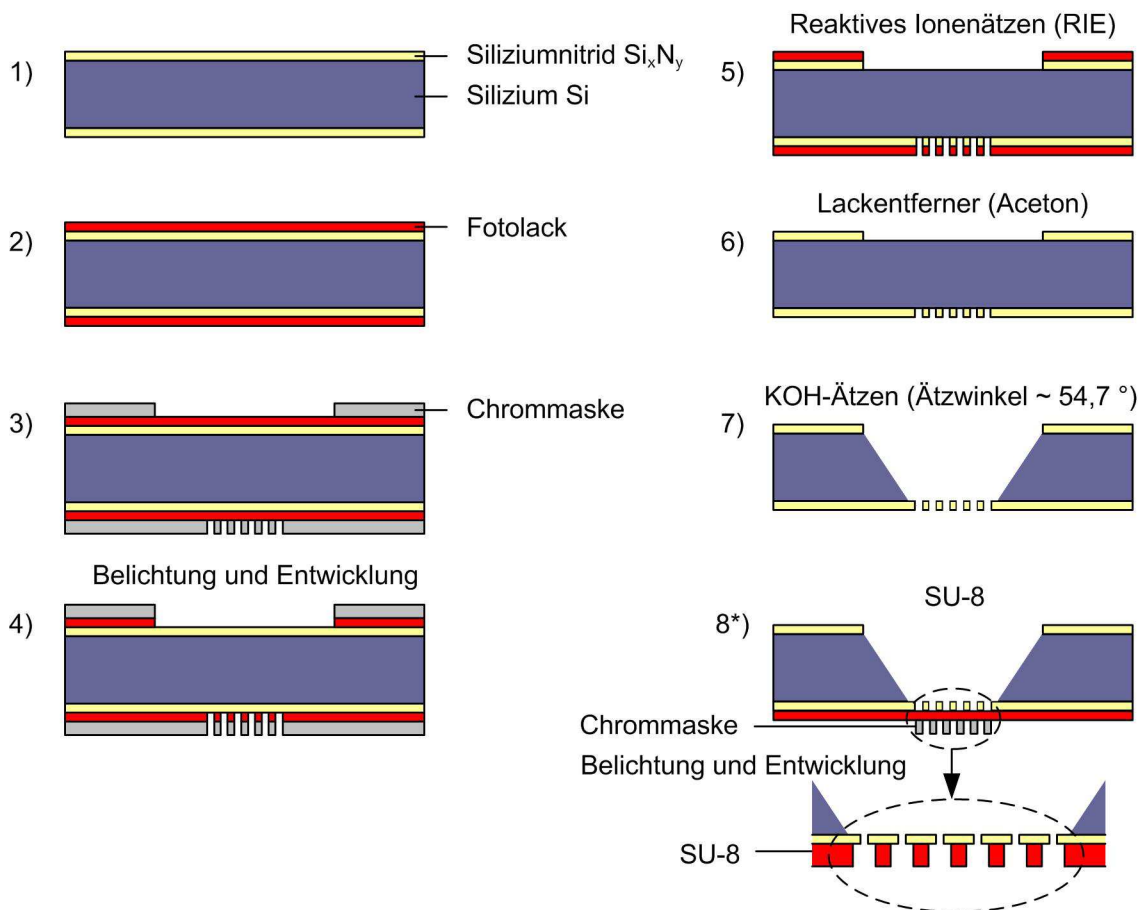 1)
Siliziumnitrid SixNy
Silizium Si
2)
Fotolack
3)
Chrommaske
Belichtung und Entwicklung
4)
Reaktives Ionenätzen (RIE)
5)
Lackentferner (Aceton)
6)
KOH-Ätzen (Ätzwinkel ~ 54,7 °)
7)
SU-8
8*)
Chrommaske
Belichtung und Entwicklung
SU-8